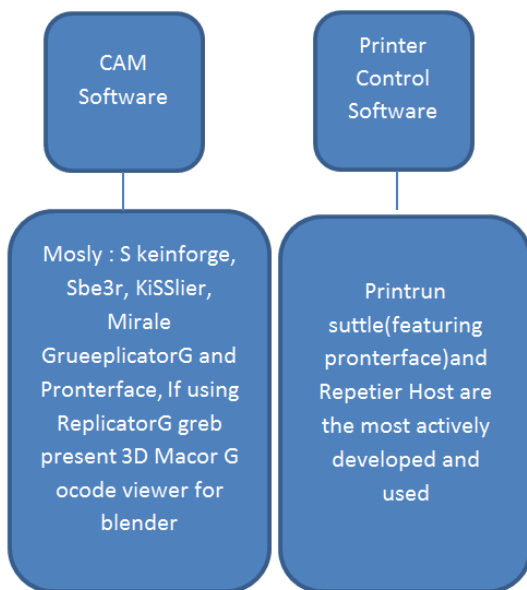 CAM
Software
Printer
Control
Software
Mosly : S keinforge,
Sbe3r, KiSSlier,
Mirale
GrueeplicatorG and
Pronterface, If using
ReplicatorG greb
present 3D Macor G
ocode viewer for
blender
Printrun
suttle(featuring
pronterface)and
Repetier Host are
the most actively
developed and
used